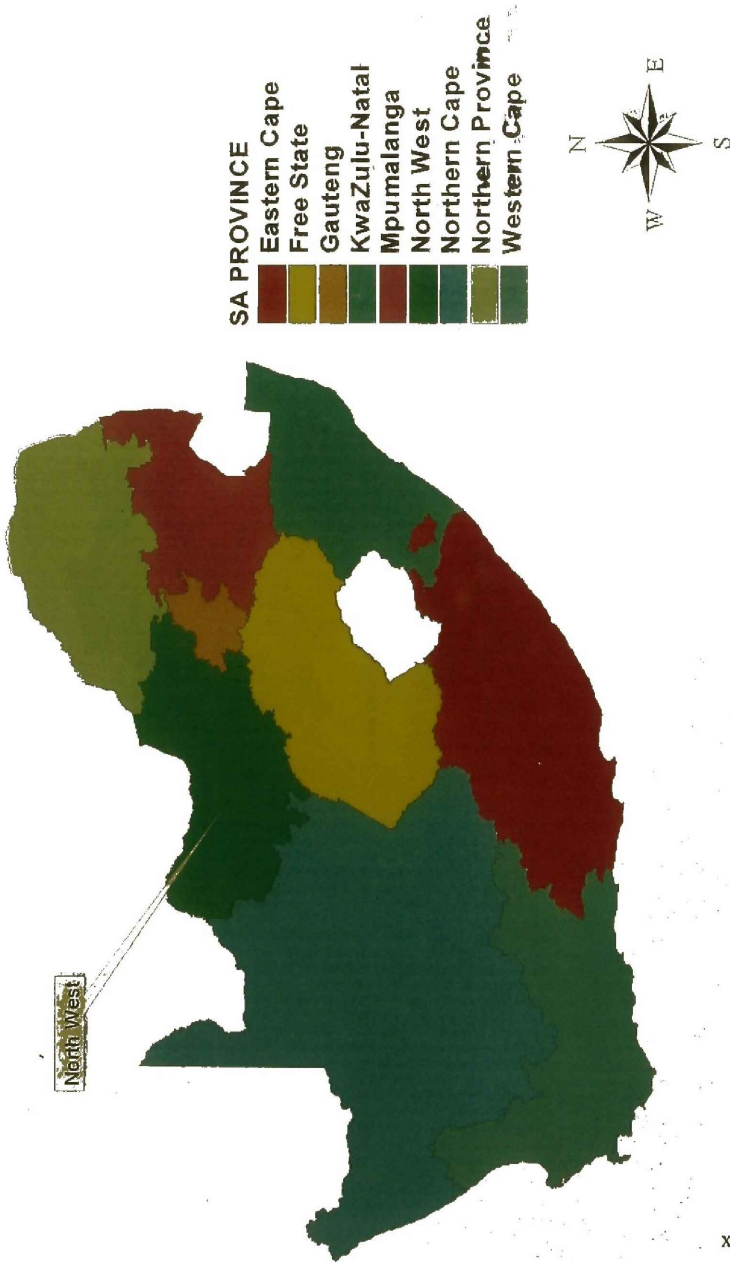 North West
SA PROVINCE
Eastern Cape
Free State
Gauteng
KwaZulu-Natal
Mpumalanga
North West
Northern Cape
Northern Province
Western Cape
N
W
E
S
x